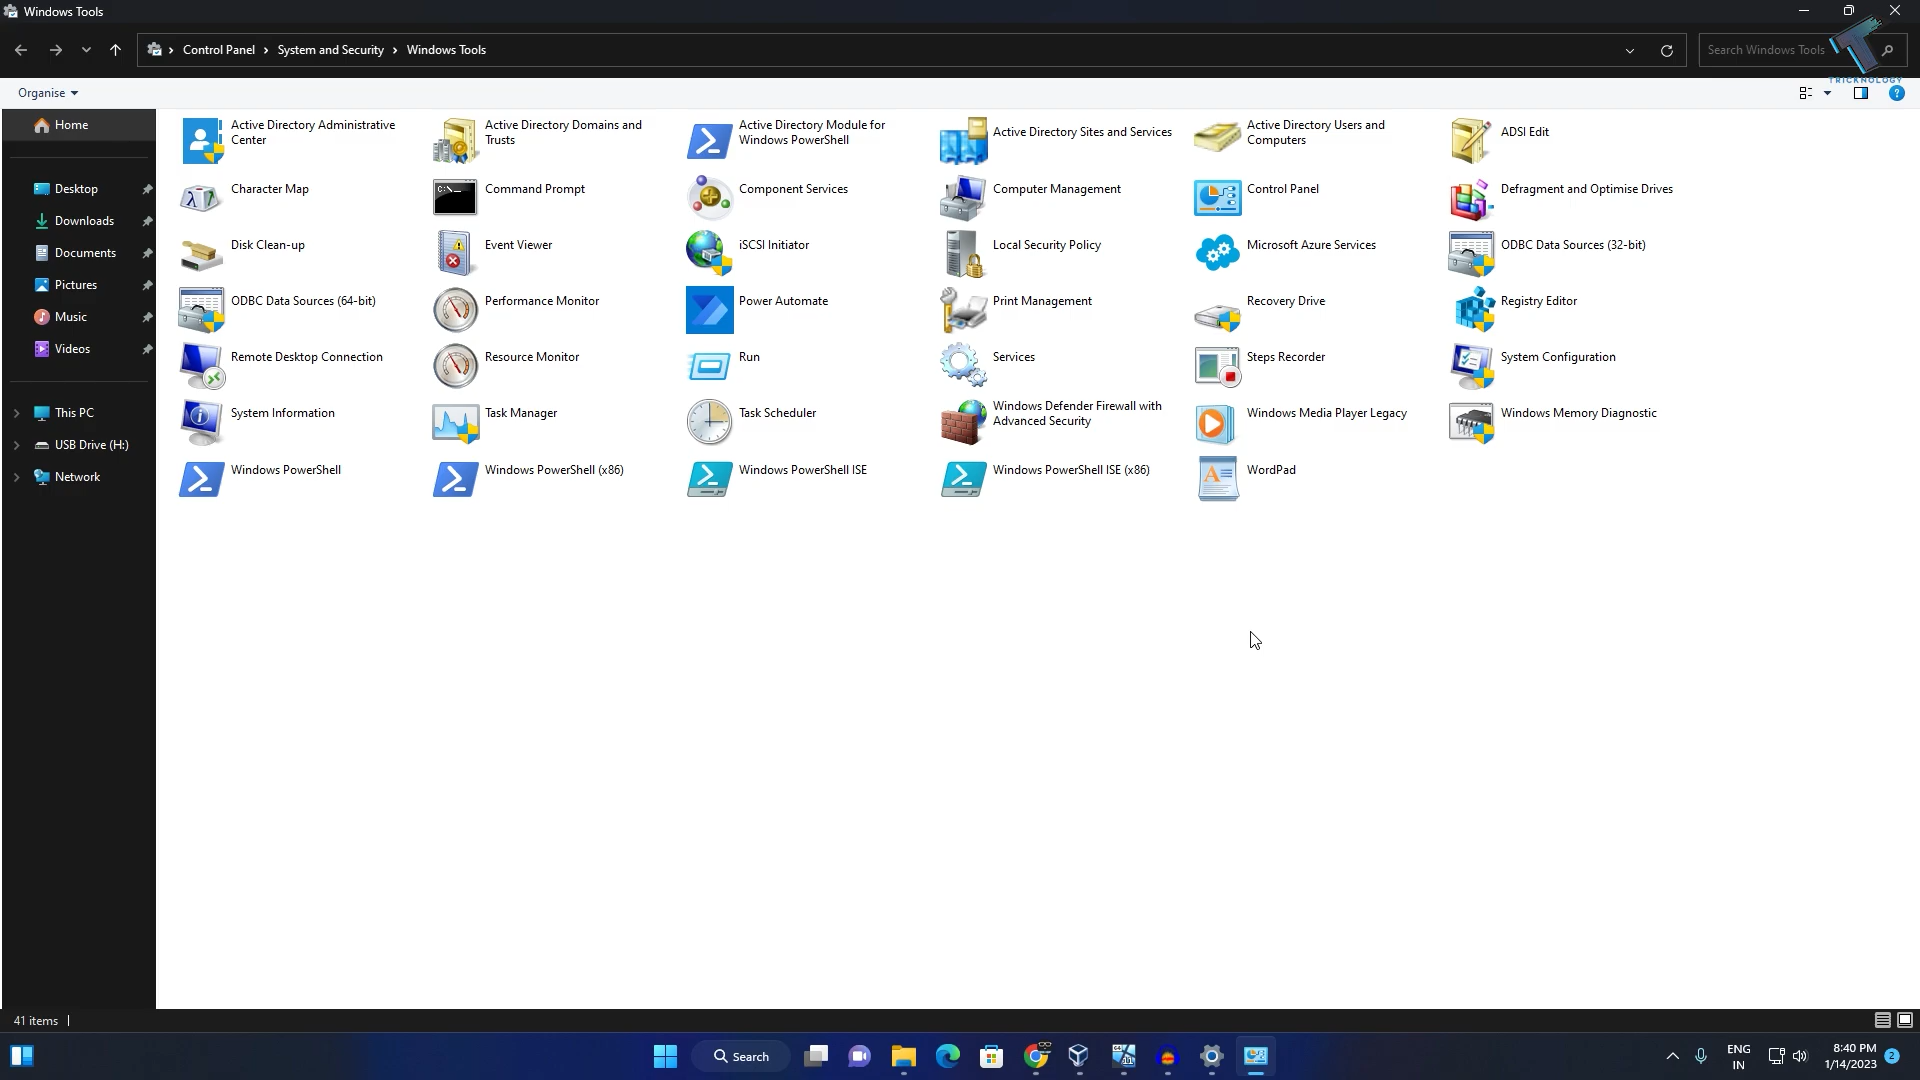 Windows Tools
Control Panel > System and Security > Windows Tools
Search Windows Tools
TRICKNOLOGY
Organise
Home
Desktop
Downloads
Documents
Pictures
Music
Videos
This PC
USB Drive (H:)
Network
Active Directory Administrative
Center
Active Directory Domains and
Trusts
Active Directory Module for
Windows PowerShell
Active Directory Sites and Services
Active Directory Users and
Computers
ADSI Edit
Character Map
Command Prompt
Component Services
Computer Management
Control Panel
Defragment and Optimise Drives
Disk Clean-up
Event Viewer
iSCSI Initiator
Local Security Policy
Microsoft Azure Services
ODBC Data Sources (32-bit)
ODBC Data Sources (64-bit)
Performance Monitor
Power Automate
Print Management
Recovery Drive
Registry Editor
Remote Desktop Connection
Resource Monitor
Run
Services
Steps Recorder
System Configuration
System Information
Task Manager
Task Scheduler
Windows Defender Firewall with
Advanced Security
Windows Media Player Legacy
Windows Memory Diagnostic
Windows PowerShell
Windows PowerShell (x86)
Windows PowerShell ISE
Windows PowerShell ISE (x86)
WordPad
41 items
Search
ENG
IN
8:40 PM
1/14/2023
2